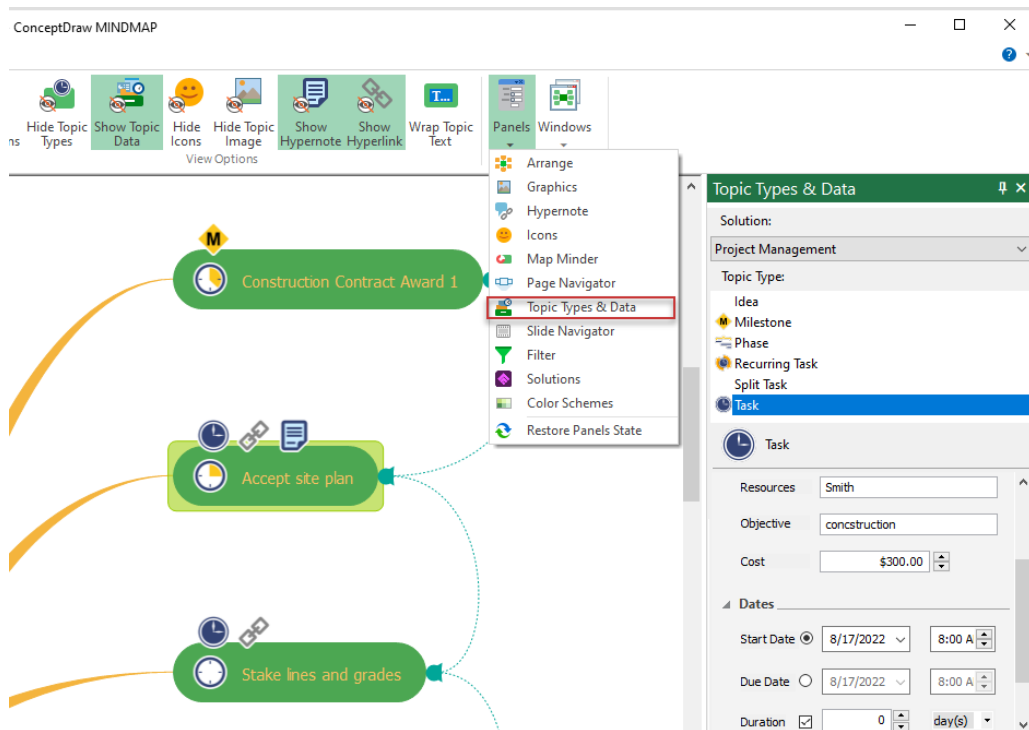 ConceptDraw MINDMAP
ns
Hide Topic Types
Show Topic Data
Hide Icons
Hide Topic Image
Show Hypernote
Show Hyperlink
T...
Wrap Topic Text
Panels
Windows
View Options
Arrange
Graphics
Hypernote
Icons
Map Minder
Page Navigator
Topic Types & Data
Slide Navigator
Filter
Solutions
Color Schemes
Restore Panels State
M
Construction Contract Award 1
Accept site plan
Stake lines and grades
Topic Types & Data
Solution:
Project Management
Topic Type:
Idea
M Milestone
Phase
Recurring Task
Split Task
Task
Task
Resources Smith
Objective concstruction
Cost $300.00
Dates
Start Date 8/17/2022 8:00 A
Due Date 8/17/2022 8:00 A
Duration 0 day(s)
?